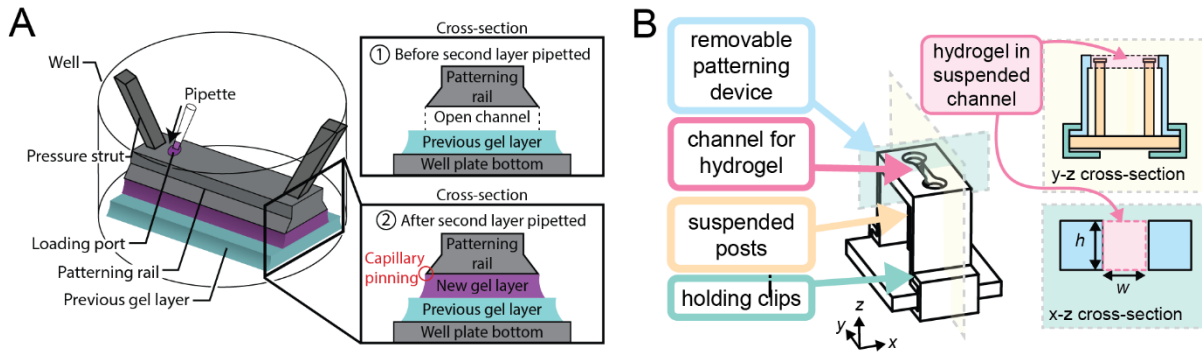 A
Well
Pipette
Pressure strut
Loading port
Patterning rail
Previous gel layer
Cross-section
① Before second layer pipetted
Patterning
rail
Open channel
Previous gel layer
Well plate bottom
Cross-section
② After second layer pipetted
Capillary
pinning
Patterning
rail
New gel layer
Previous gel layer
Well plate bottom
B
removable
patterning
device
channel for
hydrogel
suspended
posts
holding clips
z
y
x
hydrogel in
suspended
channel
y-z cross-section
h
w
x-z cross-section